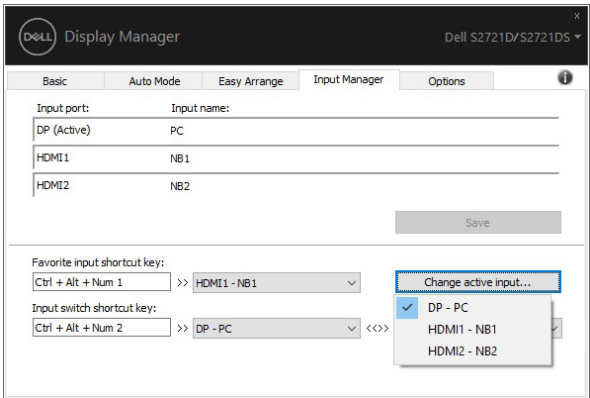 DELL Display Manager
Dell S2721D/S2721DS
Basic Auto Mode Easy Arrange Input Manager Options
Input port: Input name:
DP (Active) PC
HDMI1 NB1
HDMI2 NB2
Save
Favorite input shortcut key:
Ctrl + Alt + Num 1 >> HDMI1 - NB1 Change active input...
Input switch shortcut key:
Ctrl + Alt + Num 2 >> DP - PC <<>>
DP - PC
HDMI1 - NB1
HDMI2 - NB2